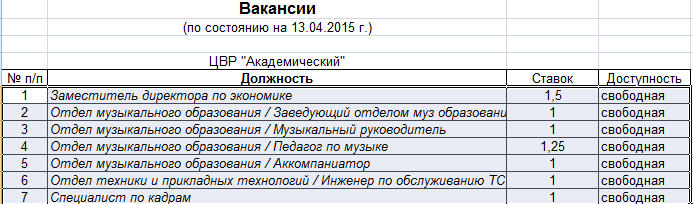 Вакансии
(по состоянию на 13.04.2015 г.)
ЦВР "Академический"
№ п/п Должность Ставок Доступность
1 Заместитель директора по экономике 1,5 свободная
2 Отдел музыкального образования / Заведующий отделом муз образовани 1 свободная
3 Отдел музыкального образования / Музыкальный руководитель 1 свободная
4 Отдел музыкального образования / Педагог по музыке 1,25 свободная
5 Отдел музыкального образования / Аккомпаниатор 1 свободная
6 Отдел техники и прикладных технологий / Инженер по обслуживанию ТС 1 свободная
7 Специалист по кадрам 1 свободная